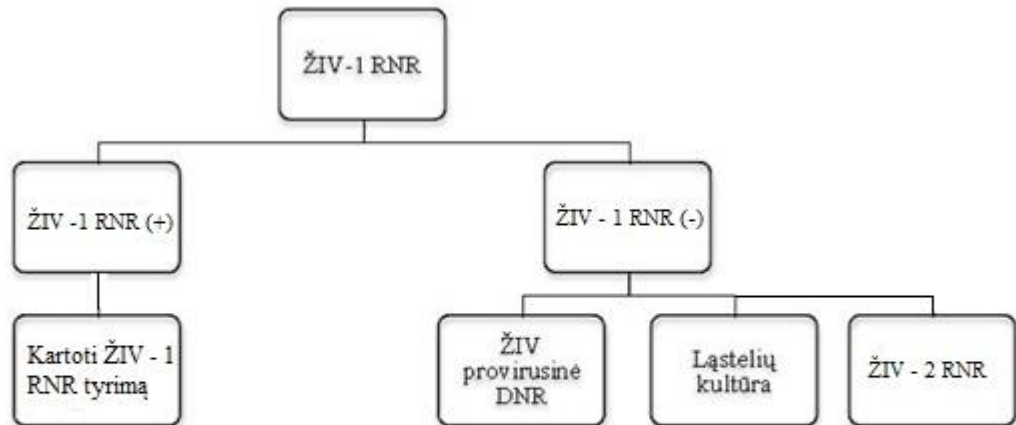 ŽIV-1 RNR
ŽIV -1 RNR (+)
ŽIV - 1 RNR (-)
Kartoti ŽIV - 1
RNR tyrimą
ŽIV
provirusinė
DNR
Ląstelių
kultūra
ŽIV - 2 RNR